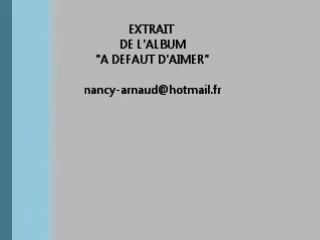 EXTRAIT
DE L'ALBUM
"A DEFAUT D'AIMER"
nancy-arnaud@hotmail.fr